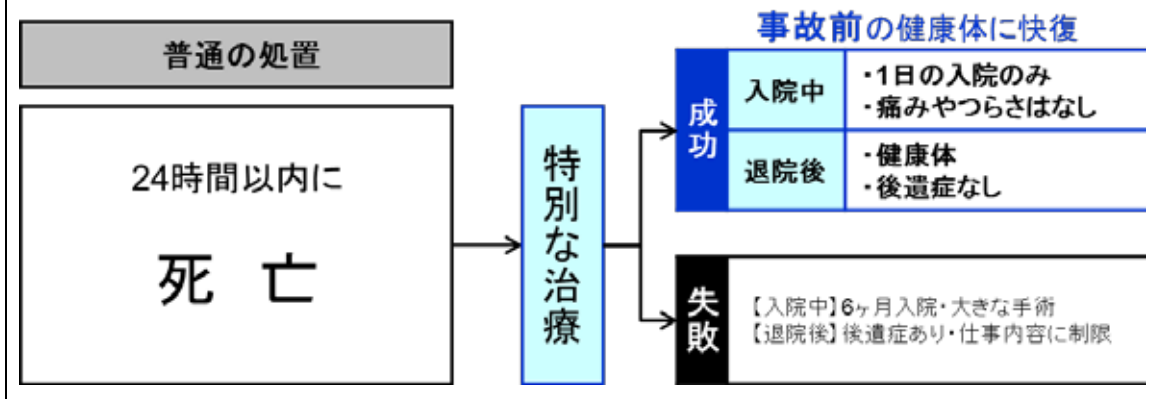 普通の処置
24時間以内に
死 亡
特別な治療
事故前の健康体に快復
成功
入院中
・1日の入院のみ
・痛みやつらさはなし
退院後
・健康体
・後遺症なし
失敗
【入院中】6ヶ月入院・大きな手術
【退院後】後遺症あり・仕事内容に制限